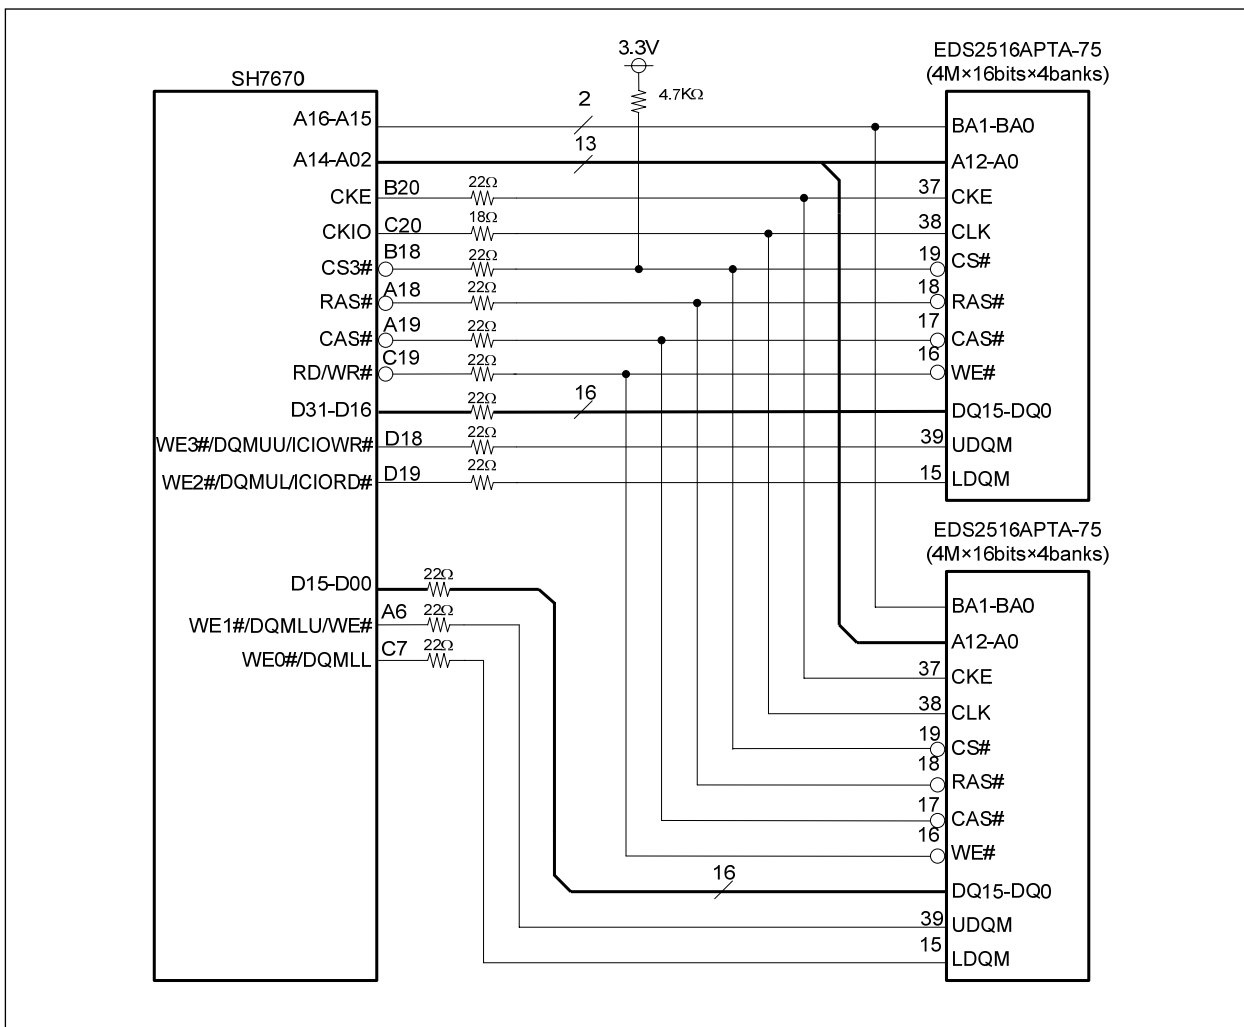 SH7670
3.3V
4.7KΩ
EDS2516APTA-75
(4M×16bits×4banks)
A16-A15
2
BA1-BA0
A14-A02
13
A12-A0
CKE
B20
22Ω
37
CKE
CKIO
C20
18Ω
38
CLK
CS3#
B18
22Ω
19
CS#
RAS#
A18
22Ω
18
RAS#
CAS#
A19
22Ω
17
CAS#
RD/WR#
C19
22Ω
16
WE#
D31-D16
22Ω
16
DQ15-DQ0
WE3#/DQMUU/ICIOWR#
D18
22Ω
39
UDQM
WE2#/DQMUL/ICIORD#
D19
22Ω
15
LDQM
EDS2516APTA-75
(4M×16bits×4banks)
D15-D00
22Ω
BA1-BA0
WE1#/DQMLU/WE#
A6
22Ω
A12-A0
WE0#/DQMLL
C7
22Ω
37
CKE
38
CLK
19
CS#
18
RAS#
17
CAS#
16
WE#
16
DQ15-DQ0
39
UDQM
15
LDQM